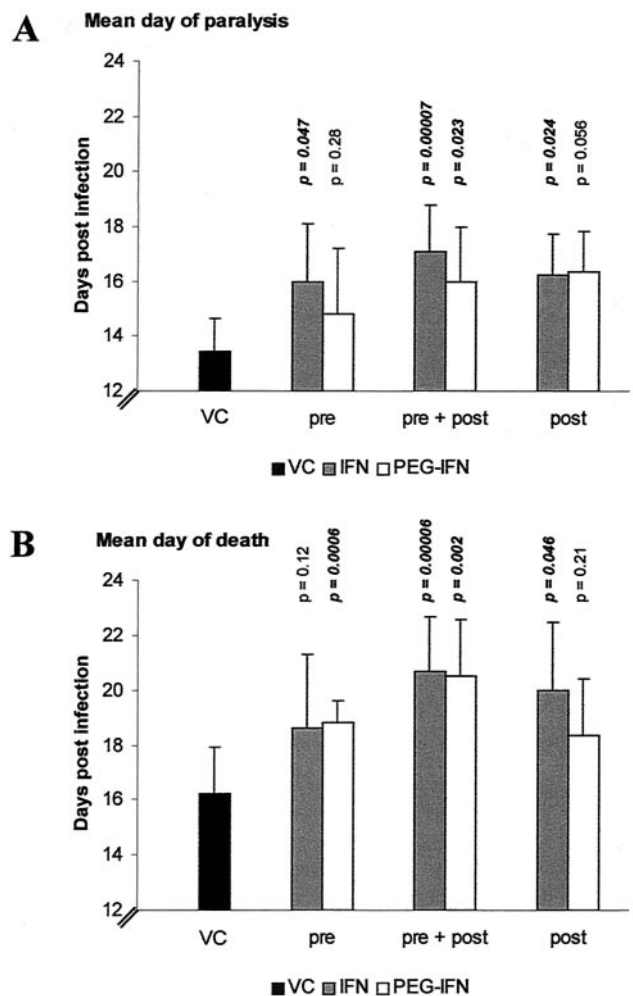 A Mean day of paralysis
24
22
20
18
16
14
12
Days post infection
p = 0.047
p = 0.28
p = 0.00007
p = 0.023
p = 0.024
p = 0.056
VC pre pre + post post
VC IFN PEG-IFN
B Mean day of death
24
22
20
18
16
14
12
Days post infection
p = 0.12
p = 0.0006
p = 0.00006
p = 0.002
p = 0.046
p = 0.21
VC pre pre + post post
VC IFN PEG-IFN